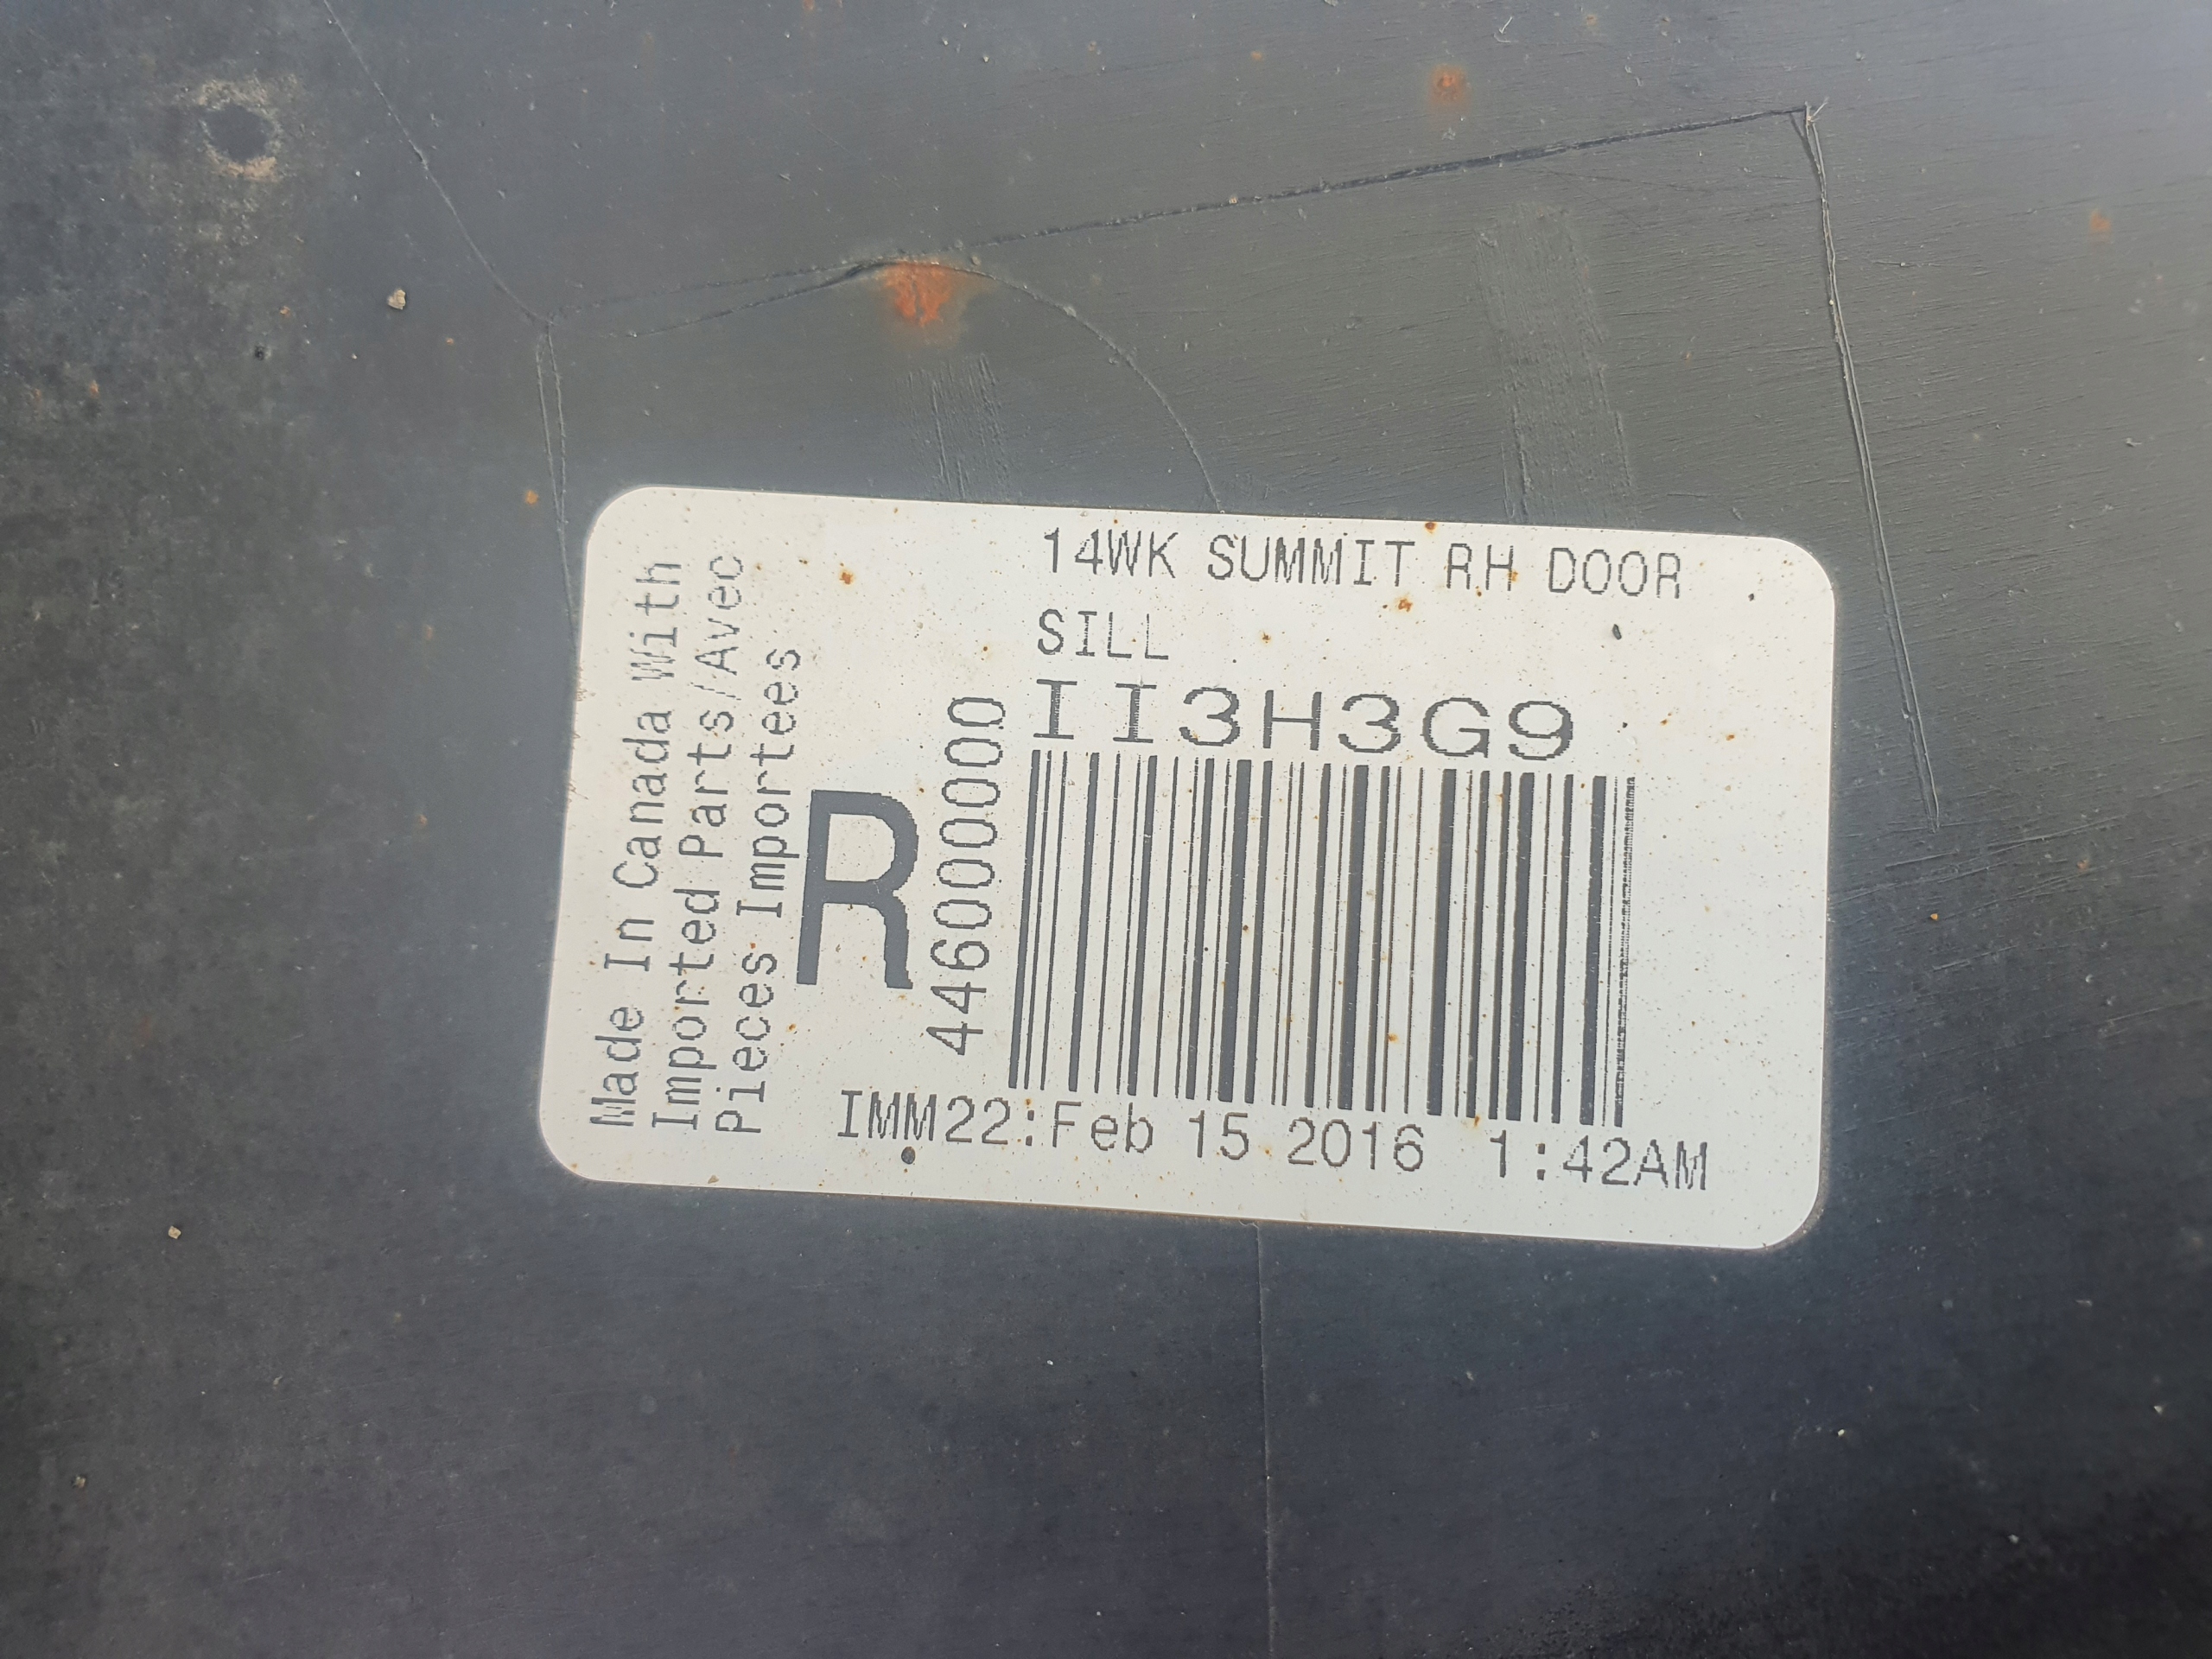 14WK SUMMIT RH DOOR
SILL
II3H3G9
Made In Canada With
Imported Parts/Avec
Pieces Importees
R
4460000000
IMM22:Feb 15 2016 1:42AM